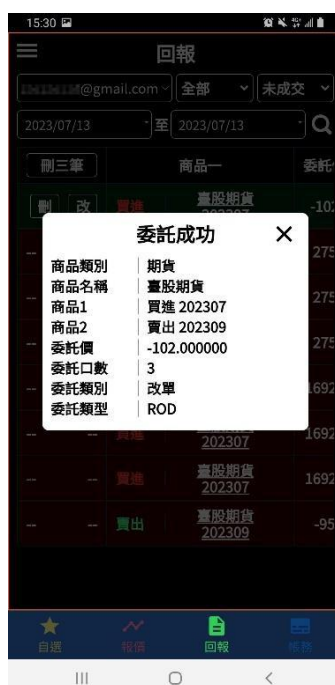 15:30
回報
@gmail.com 全部 未成交
2023/07/13 至 2023/07/13
刪三筆 商品一 委託
刪 改 買進 臺股期貨 -102
202307
委託成功
商品類別 期貨
商品名稱 臺股期貨
商品1 買進 202307
商品2 賣出 202309
委託價 -102.000000
委託口數 3
委託類別 改單
委託類型 ROD
-- 275
-- 275
-- 275
1692
-- -- 買進 202307 1692
臺股期貨
-- -- 買進 202307 1692
臺股期貨
-- -- 賣出 202309 -95
自選 報價 回報 帳務